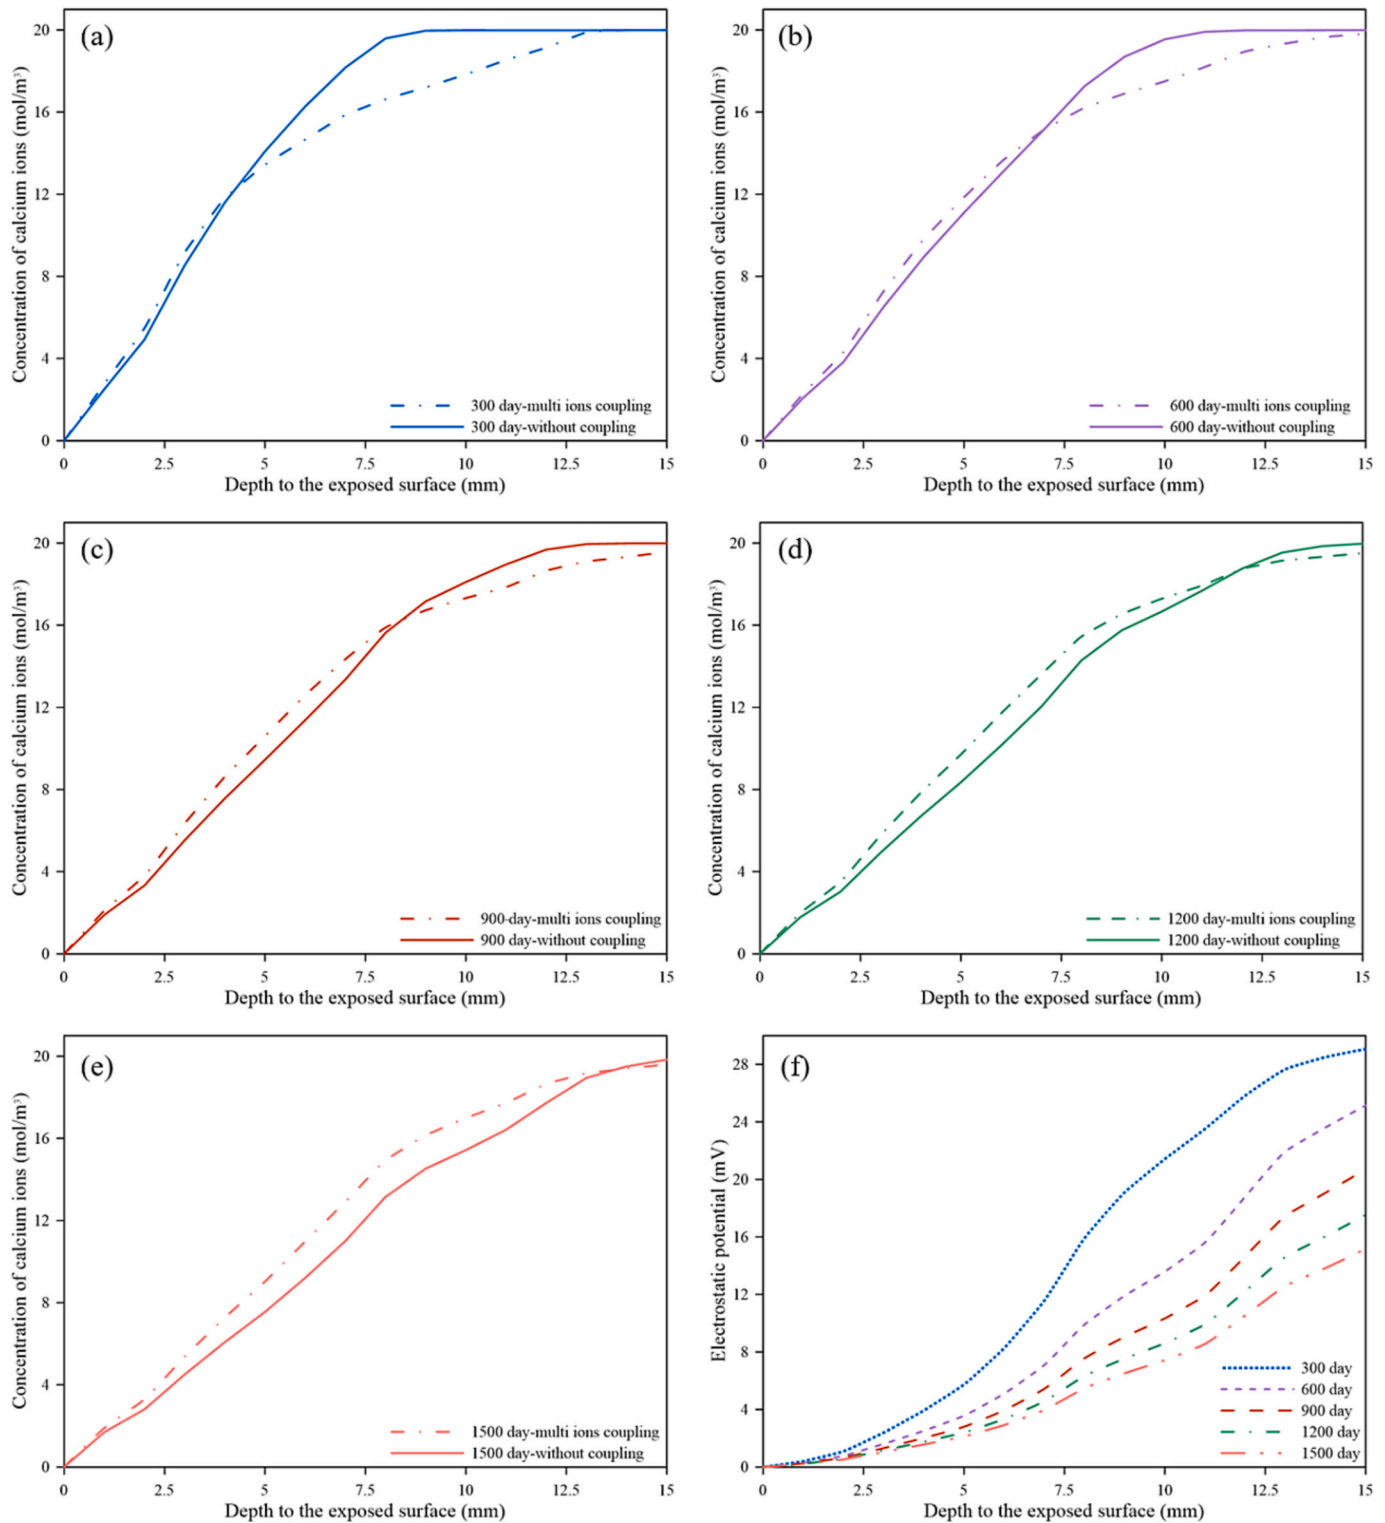 (a)
Concentration of calcium ions (mol/m³)
20
16
12
8
4
0
300 day-multi ions coupling
300 day-without coupling
0 2.5 5 7.5 10 12.5 15
Depth to the exposed surface (mm)
(b)
Concentration of calcium ions (mol/m³)
20
16
12
8
4
0
600 day-multi ions coupling
600 day-without coupling
0 2.5 5 7.5 10 12.5 15
Depth to the exposed surface (mm)
(c)
Concentration of calcium ions (mol/m³)
20
16
12
8
4
0
900-day-multi ions coupling
900 day-without coupling
0 2.5 5 7.5 10 12.5 15
Depth to the exposed surface (mm)
(d)
Concentration of calcium ions (mol/m³)
20
16
12
8
4
0
1200 day-multi ions coupling
1200 day-without coupling
0 2.5 5 7.5 10 12.5 15
Depth to the exposed surface (mm)
(e)
Concentration of calcium ions (mol/m³)
20
16
12
8
4
0
1500 day-multi ions coupling
1500 day-without coupling
0 2.5 5 7.5 10 12.5 15
Depth to the exposed surface (mm)
(f)
Electrostatic potential (mV)
28
24
20
16
12
8
4
0
300 day
600 day
900 day
1200 day
1500 day
0 2.5 5 7.5 10 12.5 15
Depth to the exposed surface (mm)